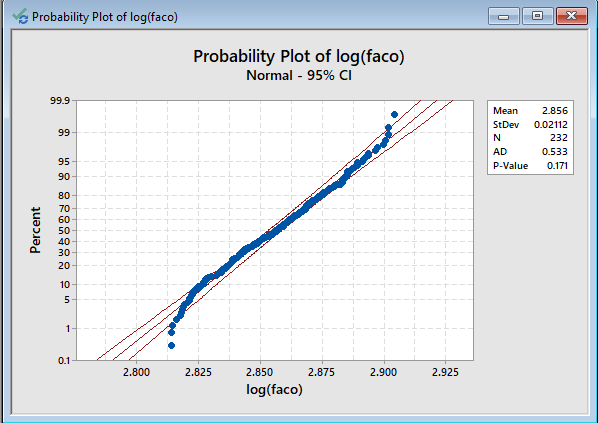 Probability Plot of log(faco)
Probability Plot of log(faco)
Normal - 95% CI
99.9
99
95
90
80
70
60
50
40
30
20
10
5
1
0.1
Percent
2.800 2.825 2.850 2.875 2.900 2.925
log(faco)
Mean 2.856
StDev 0.02112
N 232
AD 0.533
P-Value 0.171